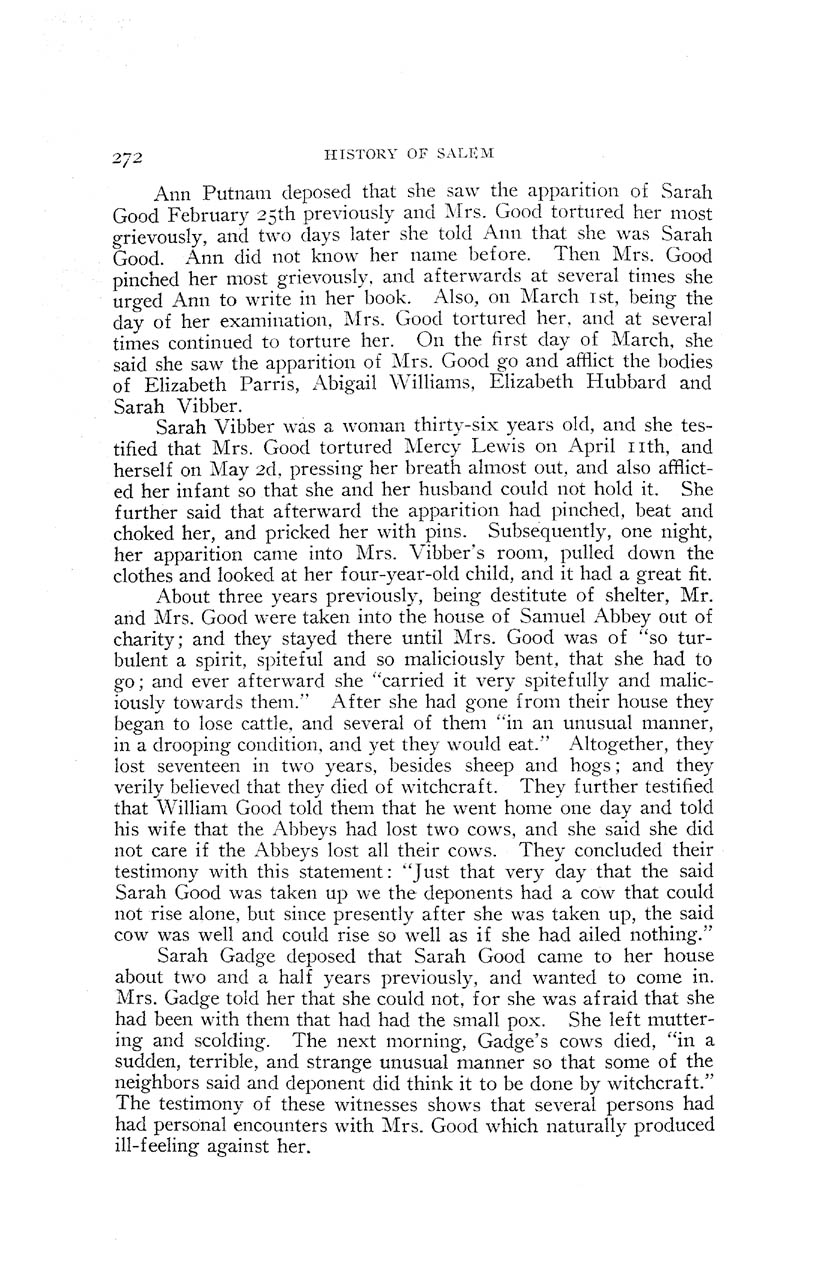 272 HISTORY OF SALEM
Ann Putnam deposed that she saw the apparition of Sarah
Good February 25th previously and Mrs. Good tortured her most
grievously, and two days later she told Ann that she was Sarah
Good. Ann did not know her name before. Then Mrs. Good
pinched her most grievously, and afterwards at several times she
urged Ann to write in her book. Also, on March 1st, being the
day of her examination, Mrs. Good tortured her, and at several
times continued to torture her. On the first day of March, she
said she saw the apparition of Mrs. Good go and afflict the bodies
of Elizabeth Parris, Abigail Williams, Elizabeth Hubbard and
Sarah Vibber.
Sarah Vibber was a woman thirty-six years old, and she tes-
tified that Mrs. Good tortured Mercy Lewis on April 11th, and
herself on May 2d, pressing her breath almost out, and also afflict-
ed her infant so that she and her husband could not hold it. She
further said that afterward the apparition had pinched, beat and
choked her, and pricked her with pins. Subsequently, one night,
her apparition came into Mrs. Vibber's room, pulled down the
clothes and looked at her four-year-old child, and it had a great fit.
About three years previously, being destitute of shelter, Mr.
and Mrs. Good were taken into the house of Samuel Abbey out of
charity; and they stayed there until Mrs. Good was of "so tur-
bulent a spirit, spiteful and so maliciously bent, that she had to
go; and ever afterward she "carried it very spitefully and malic-
iously towards them." After she had gone from their house they
began to lose cattle, and several of them "in an unusual manner,
in a drooping condition, and yet they would eat." Altogether, they
lost seventeen in two years, besides sheep and hogs; and they
verily believed that they died of witchcraft. They further testified
that William Good told them that he went home one day and told
his wife that the Abbeys had lost two cows, and she said she did
not care if the Abbeys lost all their cows. They concluded their
testimony with this statement: "Just that very day that the said
Sarah Good was taken up we the deponents had a cow that could
not rise alone, but since presently after she was taken up, the said
cow was well and could rise so well as if she had ailed nothing."
Sarah Gadge deposed that Sarah Good came to her house
about two and a half years previously, and wanted to come in.
Mrs. Gadge told her that she could not, for she was afraid that she
had been with them that had had the small pox. She left mutter-
ing and scolding. The next morning, Gadge's cows died, "in a
sudden, terrible, and strange unusual manner so that some of the
neighbors said and deponent did think it to be done by witchcraft."
The testimony of these witnesses shows that several persons had
had personal encounters with Mrs. Good which naturally produced
ill-feeling against her.